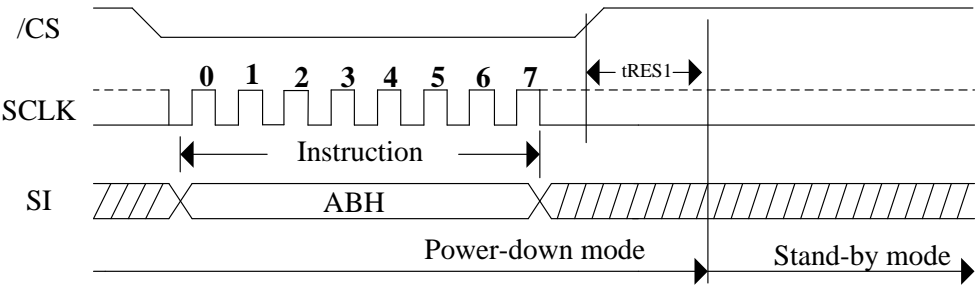 /CS
tRES1
0 1 2 3 4 5 6 7
SCLK
Instruction
SI
ABH
Power-down mode
Stand-by mode